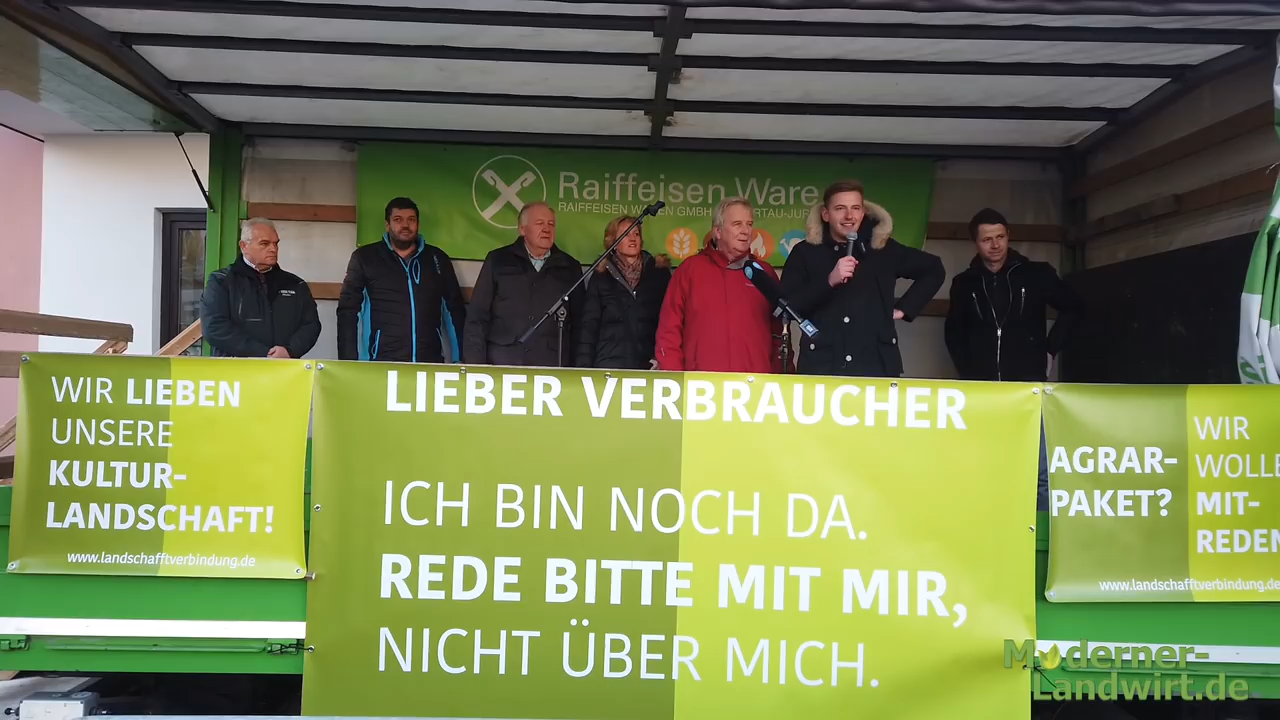 Raiffeisen Ware
RAIFFEISEN WAREN GMBH
WIR LIEBEN
UNSERE
KULTUR-
LANDSCHAFT!
www.landschafftverbindung.de
LIEBER VERBRAUCHER
ICH BIN NOCH DA.
REDE BITTE MIT MIR,
NICHT ÜBER MICH.
AGRAR-
PAKET?
WIR
WOLLE
MIT-
REDEN
www.landschafftverbindung.de
Moderner-
Landwirt.de